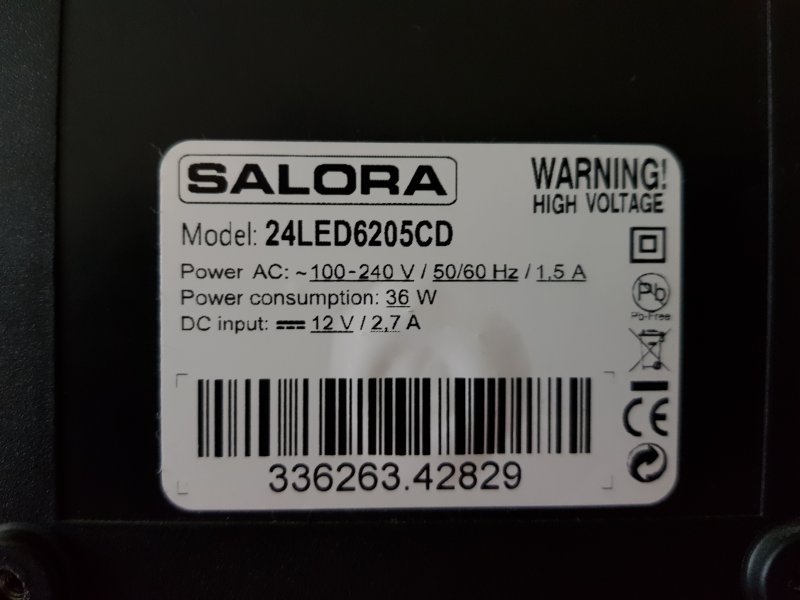 SALORA
WARNING!
HIGH VOLTAGE
Model: 24LED6205CD
Power AC: ~100-240 V / 50/60 Hz / 1,5 A
Power consumption: 36 W
DC input: ⎓ 12 V / 2,7 A
Pb
Pb-Free
CE
336263.42829